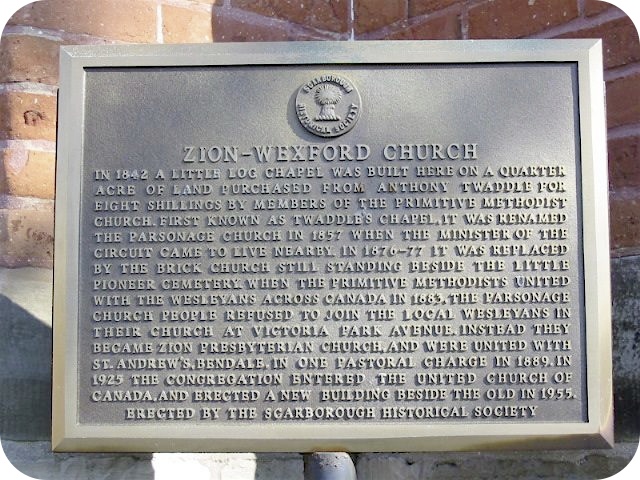 SCARBOROUGH
HISTORICAL SOCIETY
ZION-WEXFORD CHURCH
IN 1842 A LITTLE LOG CHAPEL WAS BUILT HERE ON A QUARTER
ACRE OF LAND PURCHASED FROM ANTHONY TWADDLE FOR
EIGHT SHILLINGS BY MEMBERS OF THE PRIMITIVE METHODIST
CHURCH. FIRST KNOWN AS TWADDLE'S CHAPEL, IT WAS RENAMED
THE PARSONAGE CHURCH IN 1857 WHEN THE MINISTER OF THE
CIRCUIT CAME TO LIVE NEARBY. IN 1876-77 IT WAS REPLACED
BY THE BRICK CHURCH STILL STANDING BESIDE THE LITTLE
PIONEER CEMETERY. WHEN THE PRIMITIVE METHODISTS UNITED
WITH THE WESLEYANS ACROSS CANADA IN 1883, THE PARSONAGE
CHURCH PEOPLE REFUSED TO JOIN THE LOCAL WESLEYANS IN
THEIR CHURCH AT VICTORIA PARK AVENUE. INSTEAD THEY
BECAME ZION PRESBYTERIAN CHURCH, AND WERE UNITED WITH
ST. ANDREW'S, BENDALE, IN ONE PASTORAL CHARGE IN 1889. IN
1925 THE CONGREGATION ENTERED THE UNITED CHURCH OF
CANADA, AND ERECTED A NEW BUILDING BESIDE THE OLD IN 1955.
ERECTED BY THE SCARBOROUGH HISTORICAL SOCIETY